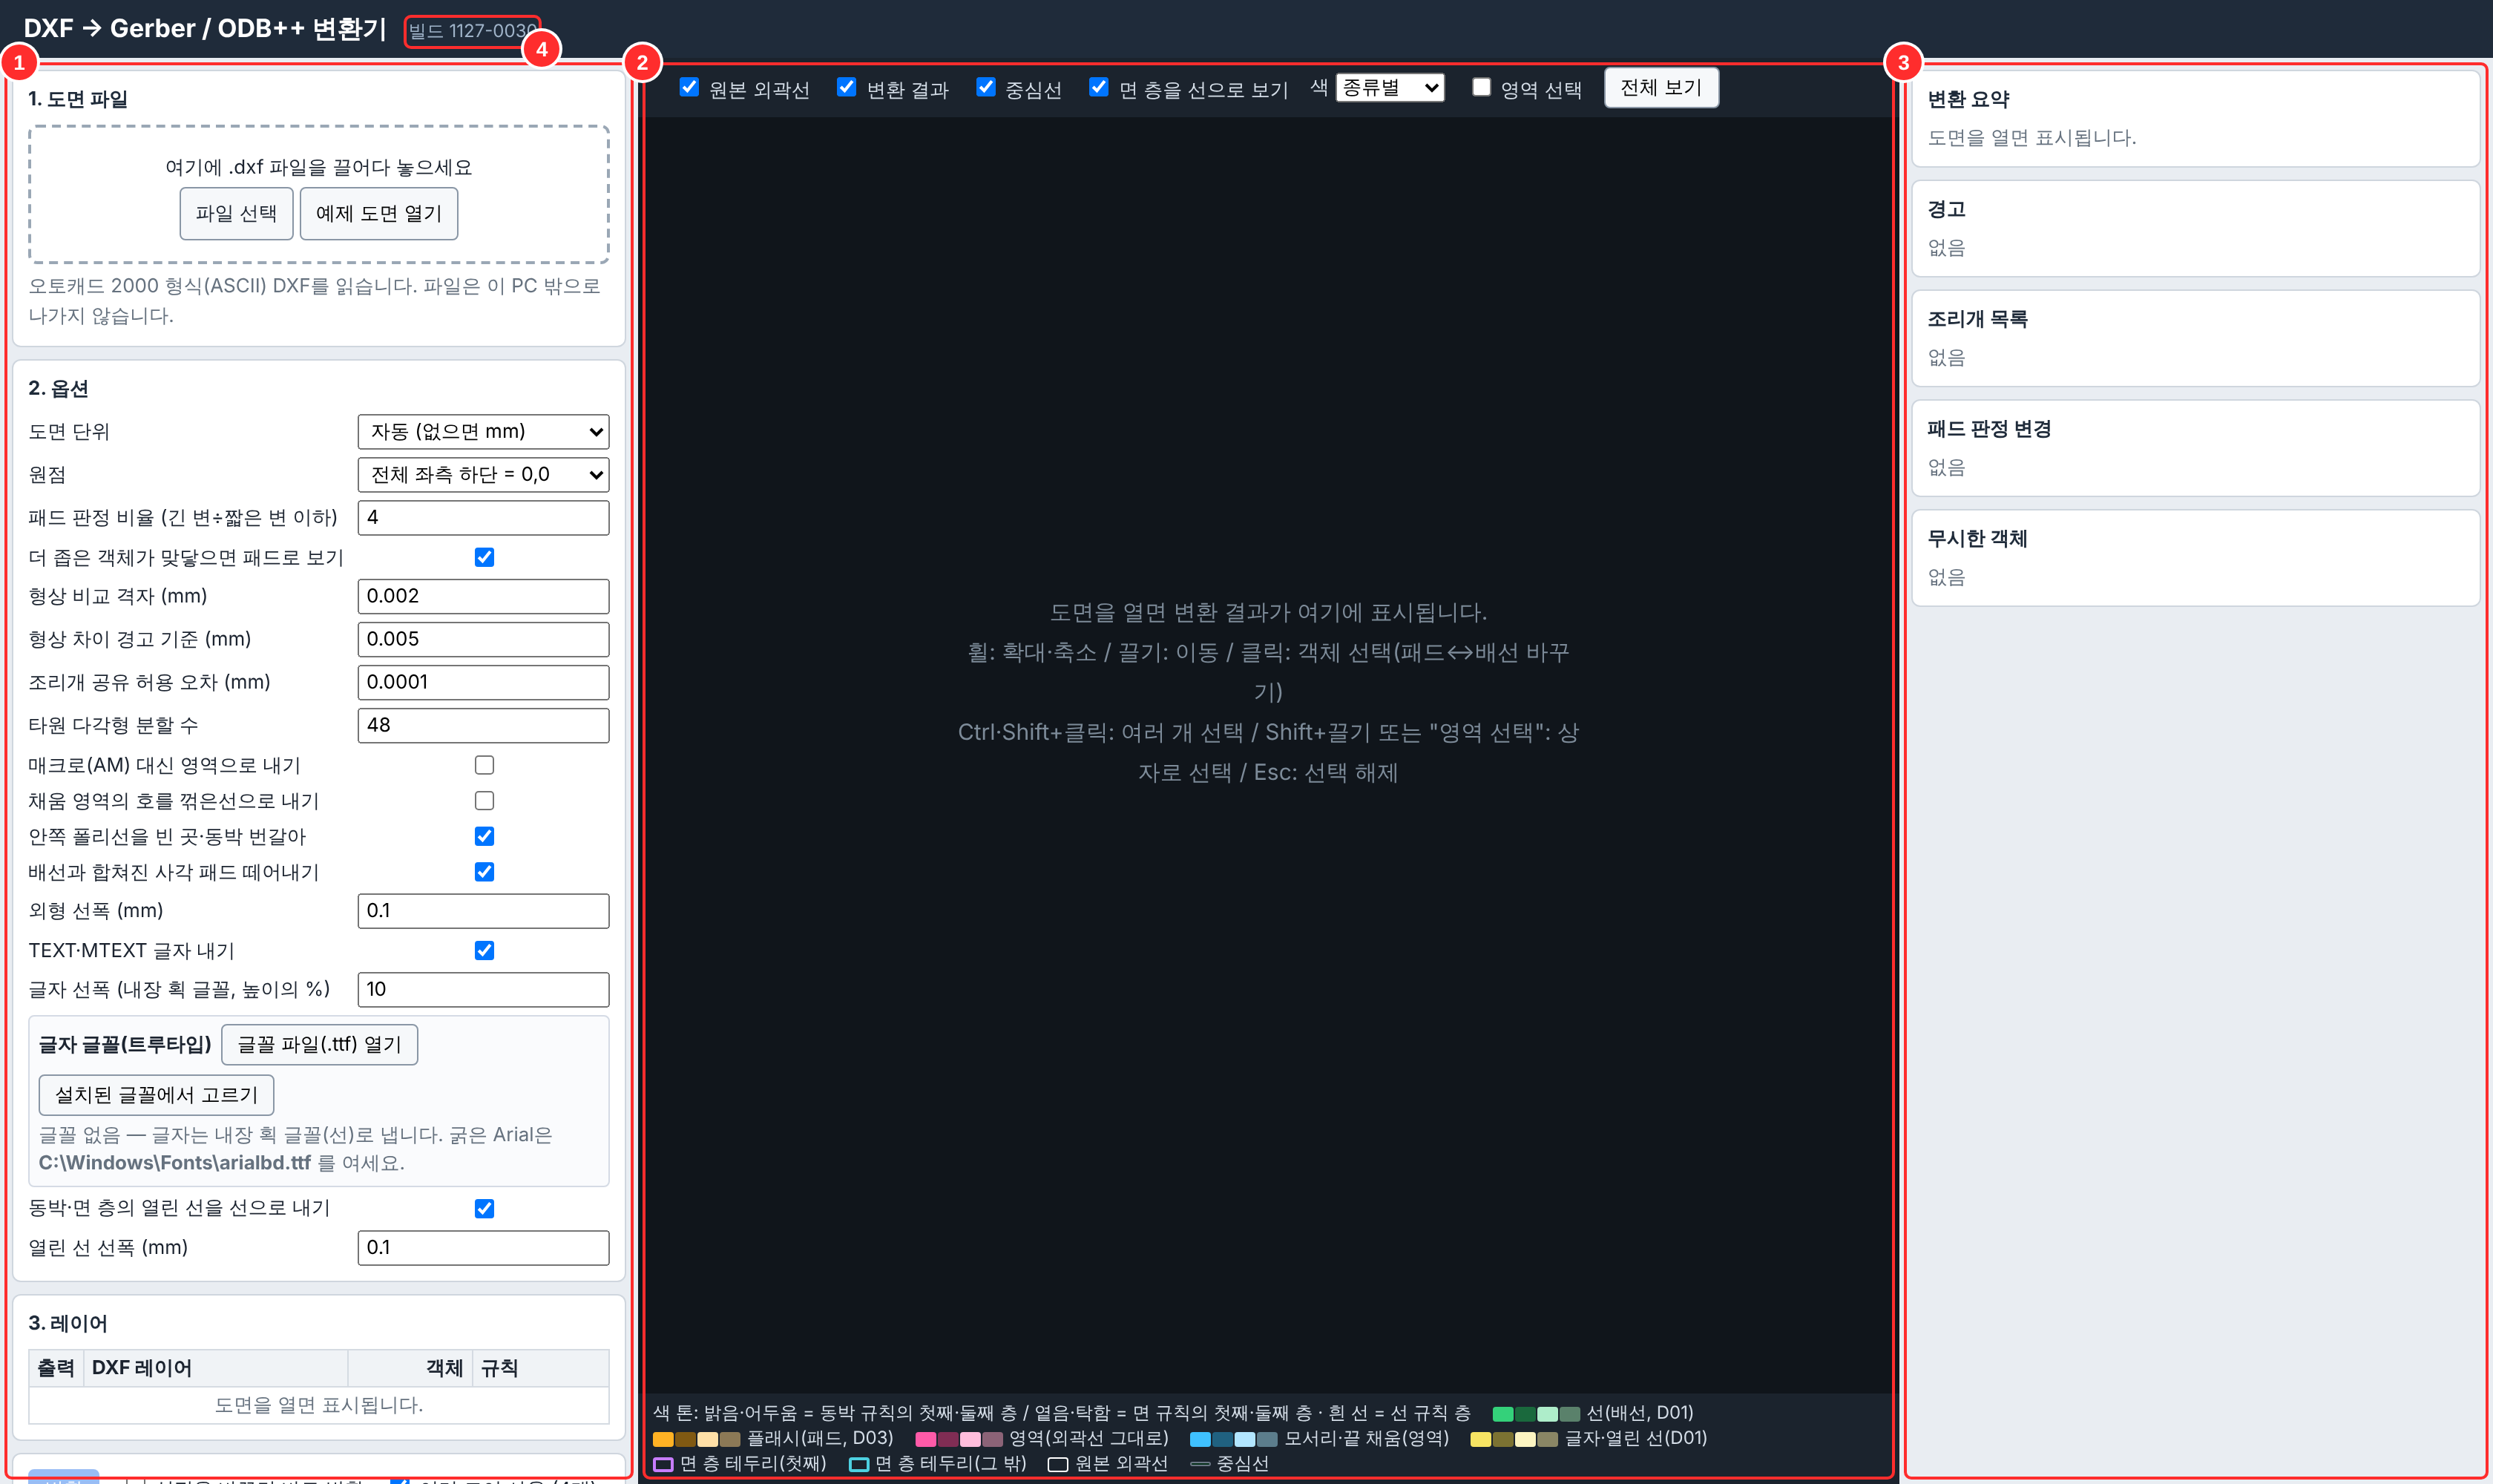 DXF → Gerber / ODB++ 변환기 빌드 1127-0030
1
4
2
3
1. 도면 파일
여기에 .dxf 파일을 끌어다 놓으세요
파일 선택
예제 도면 열기
오토캐드 2000 형식(ASCII) DXF를 읽습니다. 파일은 이 PC 밖으로
나가지 않습니다.
2. 옵션
도면 단위 자동 (없으면 mm)
원점 전체 좌측 하단 = 0,0
패드 판정 비율 (긴 변÷짧은 변 이하) 4
더 좁은 객체가 맞닿으면 패드로 보기
형상 비교 격자 (mm) 0.002
형상 차이 경고 기준 (mm) 0.005
조리개 공유 허용 오차 (mm) 0.0001
타원 다각형 분할 수 48
매크로(AM) 대신 영역으로 내기
채움 영역의 호를 꺾은선으로 내기
안쪽 폴리선을 빈 곳·동박 번갈아
배선과 합쳐진 사각 패드 떼어내기
외형 선폭 (mm) 0.1
TEXT·MTEXT 글자 내기
글자 선폭 (내장 획 글꼴, 높이의 %) 10
글자 글꼴(트루타입) 글꼴 파일(.ttf) 열기
설치된 글꼴에서 고르기
글꼴 없음 — 글자는 내장 획 글꼴(선)로 냅니다. 굵은 Arial은
C:\Windows\Fonts\arialbd.ttf 를 여세요.
동박·면 층의 열린 선을 선으로 내기
열린 선 선폭 (mm) 0.1
3. 레이어
출력 DXF 레이어 객체 규칙
도면을 열면 표시됩니다.
원본 외곽선 변환 결과 중심선 면 층을 선으로 보기 색 종류별 영역 선택 전체 보기
도면을 열면 변환 결과가 여기에 표시됩니다.
휠: 확대·축소 / 끌기: 이동 / 클릭: 객체 선택(패드↔배선 바꾸
기)
Ctrl·Shift+클릭: 여러 개 선택 / Shift+끌기 또는 "영역 선택": 상
자로 선택 / Esc: 선택 해제
색 톤: 밝음·어두움 = 동박 규칙의 첫째·둘째 층 / 옅음·탁함 = 면 규칙의 첫째·둘째 층 · 흰 선 = 선 규칙 층 선(배선, D01)
플래시(패드, D03) 영역(외곽선 그대로) 모서리·끝 채움(영역) 글자·열린 선(D01)
면 층 테두리(첫째) 면 층 테두리(그 밖) 원본 외곽선 중심선
변환 요약
도면을 열면 표시됩니다.
경고
없음
조리개 목록
없음
패드 판정 변경
없음
무시한 객체
없음